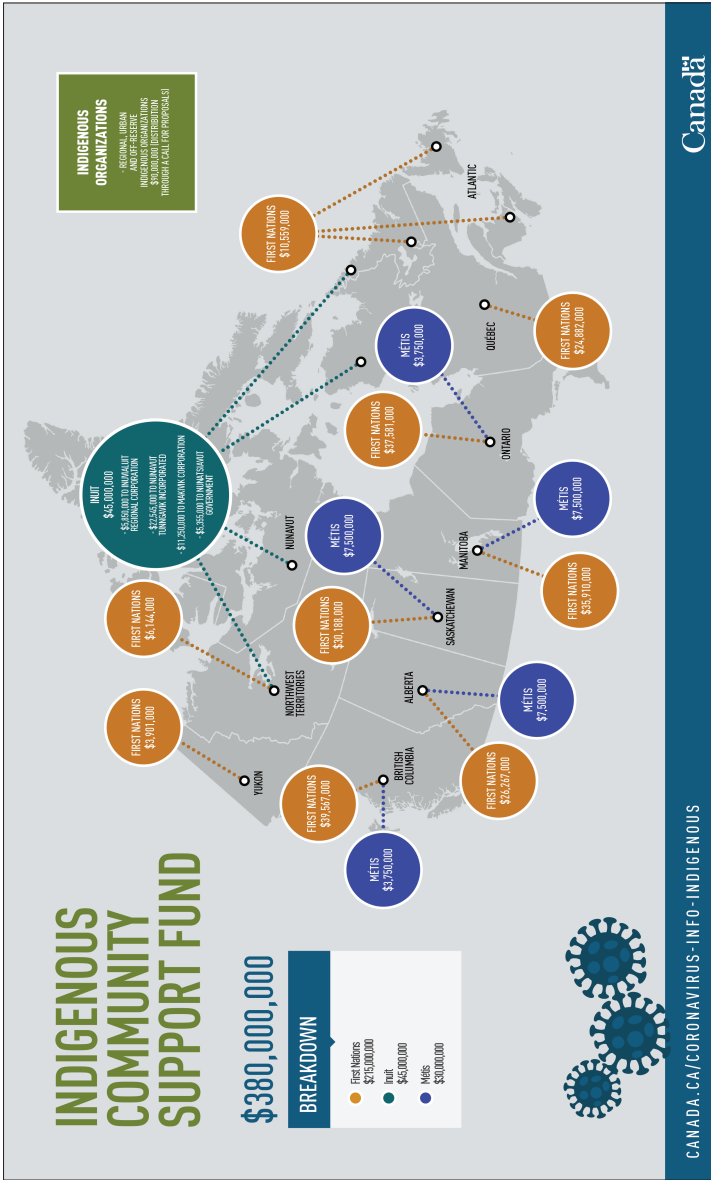 INDIGENOUS
COMMUNITY
SUPPORT FUND
$380,000,000
BREAKDOWN
First Nations
$215,000,000
Inuit
$45,000,000
Métis
$30,000,000
FIRST NATIONS
$3,901,000
YUKON
FIRST NATIONS
$6,144,000
NORTHWEST
TERRITORIES
INUIT
$45,000,000
- $5,850,000 TO INUVIALUIT
REGIONAL CORPORATION
- $22,545,000 TO NUNAVUT
TUNNGAVIK INCORPORATED
- $11,250,000 TO MAKIVIK CORPORATION
- $5,355,000 TO NUNATSIAVUT
GOVERNMENT
NUNAVUT
INDIGENOUS
ORGANIZATIONS
- REGIONAL, URBAN
AND OFF-RESERVE
INDIGENOUS ORGANIZATIONS
$90,000,000 (DISTRIBUTION
THROUGH A CALL FOR PROPOSALS)
FIRST NATIONS
$10,559,000
ATLANTIC
FIRST NATIONS
$39,567,000
MÉTIS
$3,750,000
BRITISH
COLUMBIA
ALBERTA
FIRST NATIONS
$26,267,000
MÉTIS
$7,500,000
FIRST NATIONS
$30,188,000
MÉTIS
$7,500,000
SASKATCHEWAN
MANITOBA
FIRST NATIONS
$35,910,000
MÉTIS
$7,500,000
FIRST NATIONS
$37,581,000
MÉTIS
$3,750,000
ONTARIO
QUÉBEC
FIRST NATIONS
$24,882,000
CANADA.CA/CORONAVIRUS-INFO-INDIGENOUS
Canada